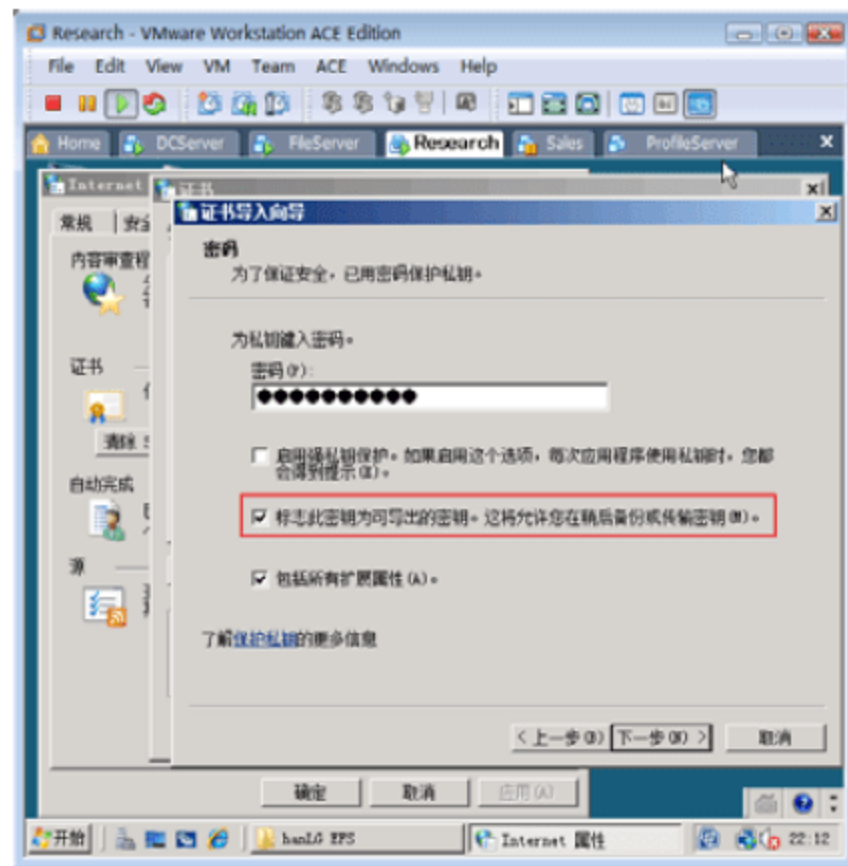 Research - VMware Workstation ACE Edition
File Edit View VM Team ACE Windows Help
Home DCServer FileServer Research Sales ProfileServer
Internet
证书
证书导入向导
常规
密码
为了保证安全，已用密码保护私钥。
内容审查程
为私钥键入密码。
证书
密码(P):
●●●●●●●●●●
清除 S
启用强私钥保护。如果启用这个选项，每次应用程序使用私钥时，您都
会得到提示(E)。
自动完成
标志此密钥为可导出的密钥。这将允许您在稍后备份或传输密钥(M)。
源
包括所有扩展属性(A)。
了解保护私钥的更多信息
< 上一步(B) 下一步(N) > 取消
确定 取消 应用(A)
开始 hanLG EFS Internet 属性 22:12